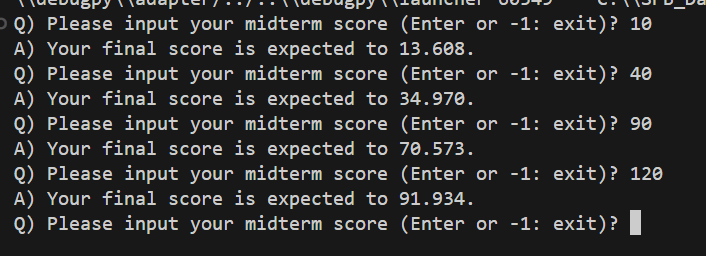 \\debugpy\\adapter/../..\\debugpy\\launcher
Q) Please input your midterm score (Enter or -1: exit)? 10
A) Your final score is expected to 13.608.
Q) Please input your midterm score (Enter or -1: exit)? 40
A) Your final score is expected to 34.970.
Q) Please input your midterm score (Enter or -1: exit)? 90
A) Your final score is expected to 70.573.
Q) Please input your midterm score (Enter or -1: exit)? 120
A) Your final score is expected to 91.934.
Q) Please input your midterm score (Enter or -1: exit)?